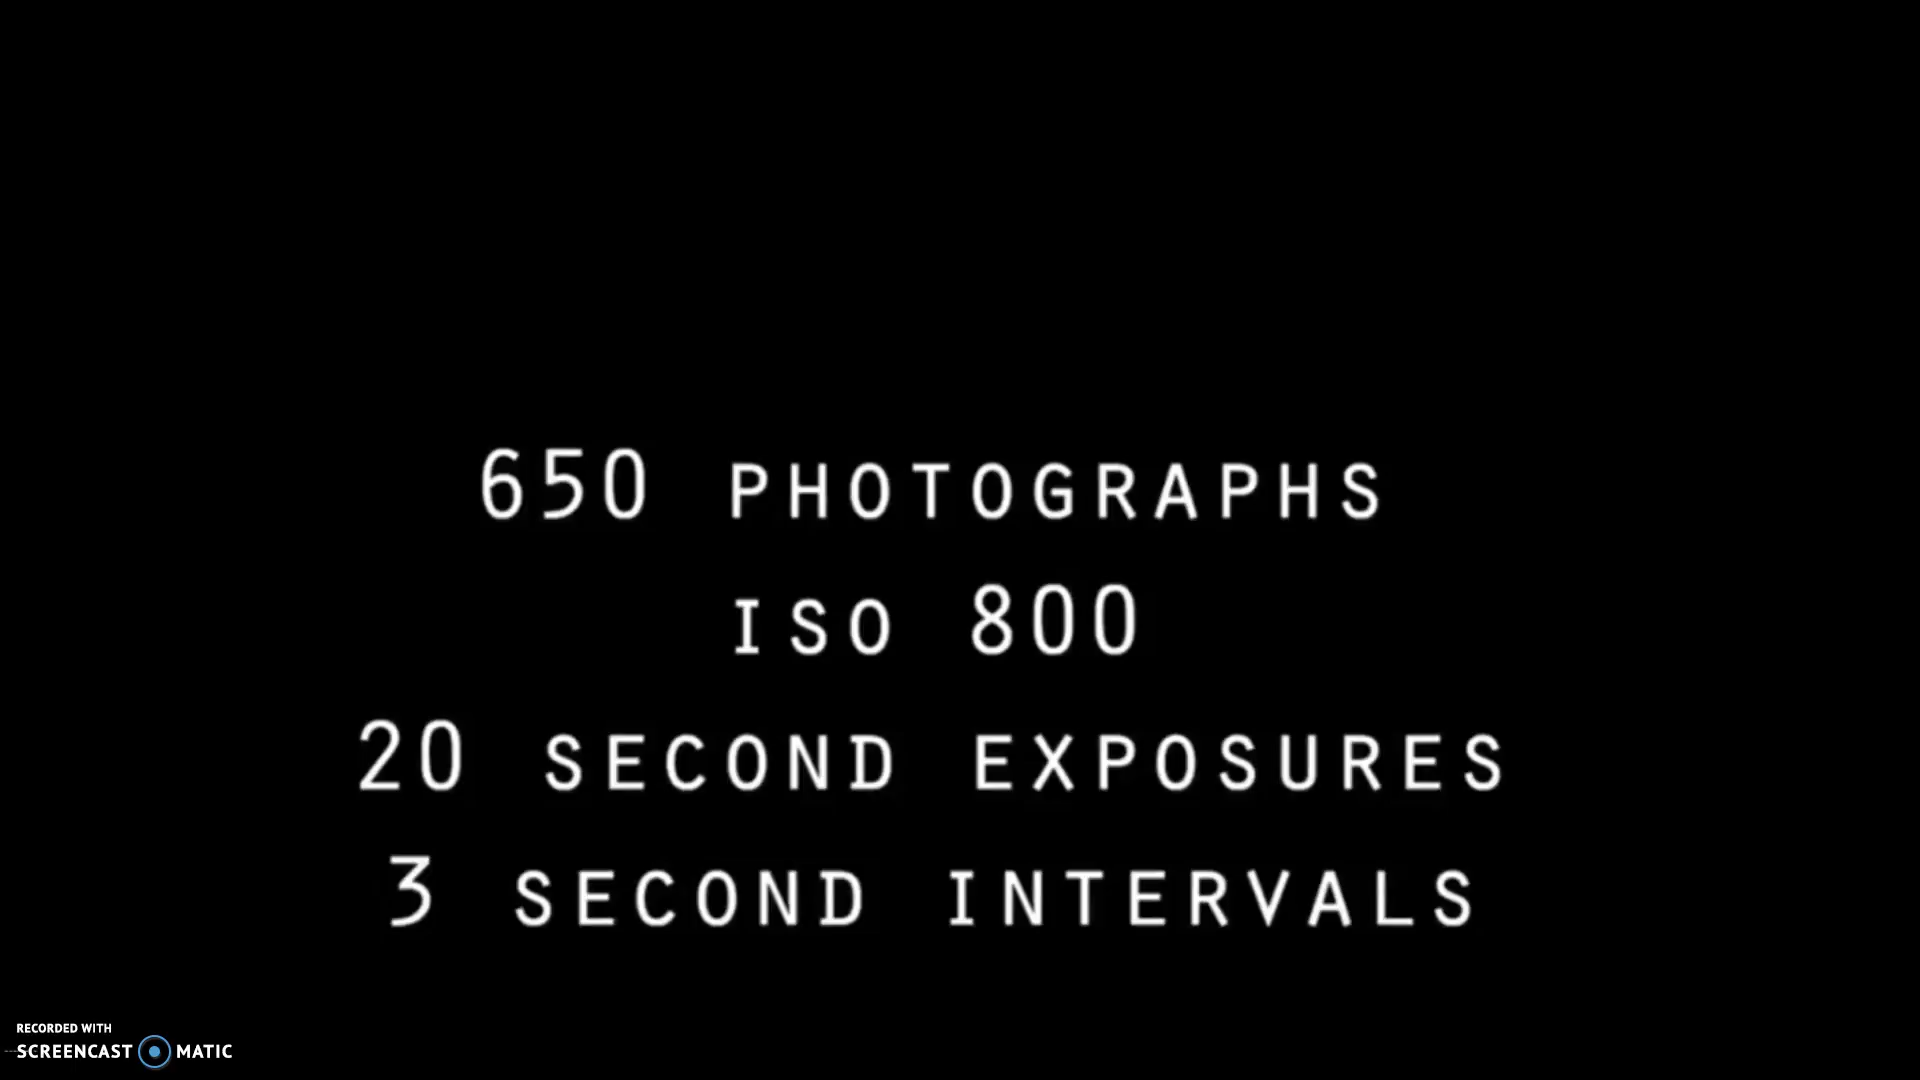 650 PHOTOGRAPHS
ISO 800
20 SECOND EXPOSURES
3 SECOND INTERVALS
RECORDED WITH
SCREENCAST MATIC